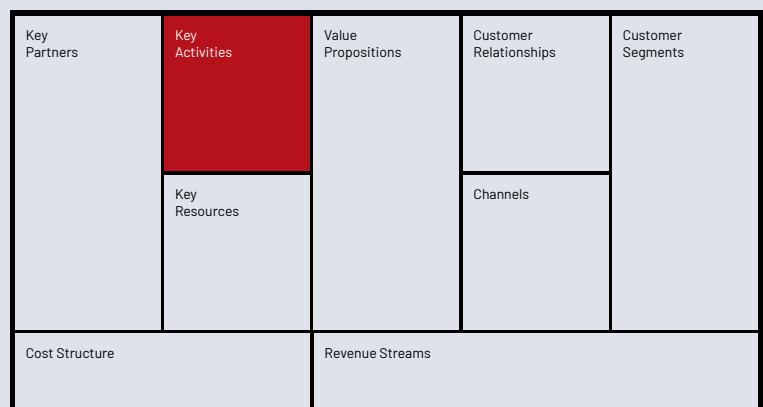 Key
Partners
Key
Activities
Value
Propositions
Customer
Relationships
Customer
Segments
Key
Resources
Channels
Cost Structure
Revenue Streams